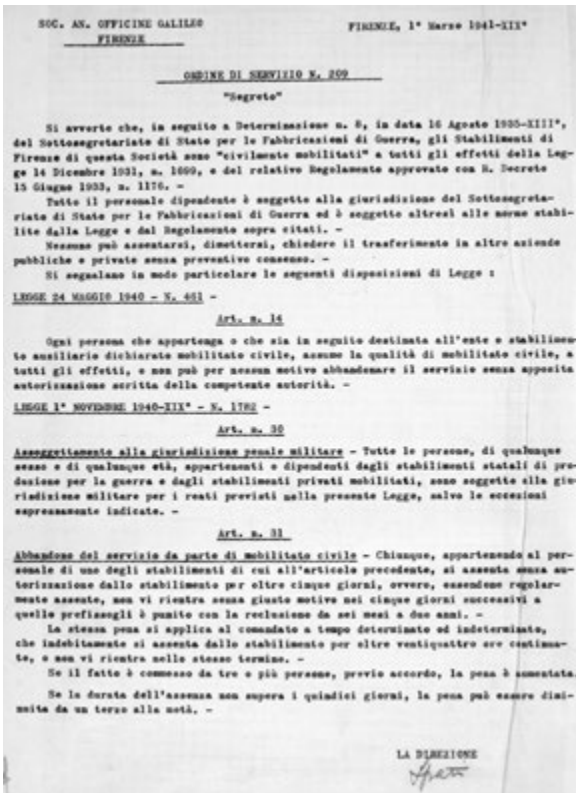 SOC. AN. OFFICINE GALILEO
FIRENZE
FIRENZE, 1° Marzo 1941-XIX°
ORDINE DI SERVIZIO N. 209
"Segreto"
Si avverte che, in seguito a Determinazione n. 8, in data 16 Agosto 1935-XIII°,
del Sottosegretariato di Stato per le Fabbricazioni di Guerra, gli Stabilimenti di
Firenze di questa Società sono "civilmente mobilitati" a tutti gli effetti della Leg-
ge 14 Dicembre 1931, n. 1699, e del relativo Regolamento approvato con R. Decreto
15 Giugno 1933, n. 1176. -
Tutto il personale dipendente è soggetto alla giurisdizione del Sottosegreta-
riato di Stato per le Fabbricazioni di Guerra ed è soggetto altresì alle norme stabi-
lite dalla Legge e dal Regolamento sopra citati. -
Nessuno può assentarsi, dimettersi, chiedere il trasferimento in altre aziende
pubbliche e private senza preventivo consenso. -
Si segnalano in modo particolare le seguenti disposizioni di Legge :
LEGGE 24 MAGGIO 1940 - N. 461 -
Art. n. 14
Ogni persona che appartenga o che sia in seguito destinata all'ente o stabilimen-
to ausiliario dichiarato mobilitato civile, assume la qualità di mobilitato civile, a
tutti gli effetti, e non può per nessun motivo abbandonare il servizio senza apposita
autorizzazione scritta della competente autorità. -
LEGGE 1° NOVEMBRE 1940-XIX° - N. 1782 -
Art. n. 30
Assoggettamento alla giurisdizione penale militare - Tutte le persone, di qualunque
sesso e di qualunque età, appartenenti e dipendenti dagli stabilimenti statali di pro-
duzione per la guerra e dagli stabilimenti privati mobilitati, sono soggette alla giu-
risdizione militare per i reati previsti nella presente Legge, salvo le eccezioni
espressamente indicate. -
Art. n. 31
Abbandono del servizio da parte di mobilitato civile - Chiunque, appartenendo al per-
sonale di uno degli stabilimenti di cui all'articolo precedente, si assenta senza au-
torizzazione dallo stabilimento per oltre cinque giorni, ovvero, essendone regolar-
mente assente, non vi rientra senza giusto motivo nei cinque giorni successivi a
quello prefissogli è punito con la reclusione da sei mesi a due anni. -
La stessa pena si applica al comandato a tempo determinato od indeterminato,
che indebitamente si assenta dallo stabilimento per oltre ventiquattro ore continua-
te, o non vi rientra nello stesso termine. -
Se il fatto è commesso da tre o più persone, previo accordo, la pena è aumentata.
Se la durata dell'assenza non supera i quindici giorni, la pena può essere dimi-
nuita da un terzo alla metà. -
LA DIREZIONE